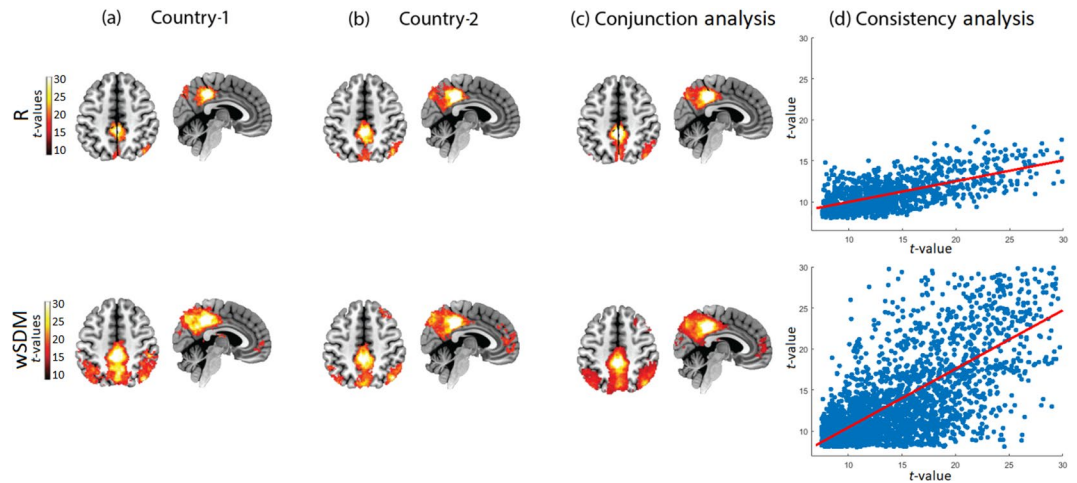 (a) Country-1
(b) Country-2
(c) Conjunction analysis
(d) Consistency analysis
R
t-values
30
25
20
15
10
t-value
30
25
20
15
10
10 15 20 25 30
t-value
wSDM
t-values
30
25
20
15
10
t-value
30
25
20
15
10
10 15 20 25 30
t-value